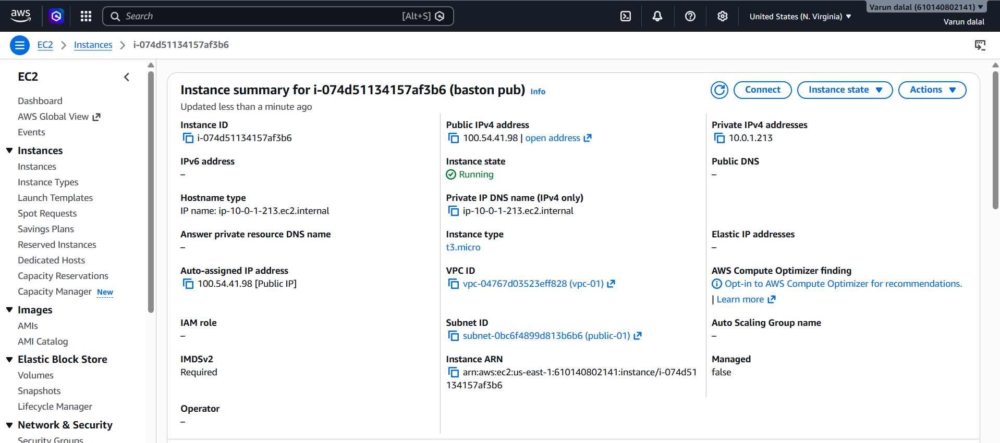 aws
Search
[Alt+S]
United States (N. Virginia)
Varun dalal (610140802141)
Varun dalal
EC2
Instances
i-074d51134157af3b6
EC2
Dashboard
AWS Global View
Events
Instances
Instances
Instance Types
Launch Templates
Spot Requests
Savings Plans
Reserved Instances
Dedicated Hosts
Capacity Reservations
Capacity Manager New
Images
AMIs
AMI Catalog
Elastic Block Store
Volumes
Snapshots
Lifecycle Manager
Network & Security
Security Groups
Instance summary for i-074d51134157af3b6 (baston pub) Info
Updated less than a minute ago
Connect
Instance state
Actions
Instance ID
i-074d51134157af3b6
Public IPv4 address
100.54.41.98 | open address
Private IPv4 addresses
10.0.1.213
IPv6 address
–
Instance state
Running
Public DNS
–
Hostname type
IP name: ip-10-0-1-213.ec2.internal
Private IP DNS name (IPv4 only)
ip-10-0-1-213.ec2.internal
Answer private resource DNS name
–
Instance type
t3.micro
Elastic IP addresses
–
Auto-assigned IP address
100.54.41.98 [Public IP]
VPC ID
vpc-04767d03523eff828 (vpc-01)
AWS Compute Optimizer finding
Opt-in to AWS Compute Optimizer for recommendations.
| Learn more
IAM role
–
Subnet ID
subnet-0bc6f4899d813b6b6 (public-01)
Auto Scaling Group name
–
IMDSv2
Required
Instance ARN
arn:aws:ec2:us-east-1:610140802141:instance/i-074d51
134157af3b6
Managed
false
Operator
–